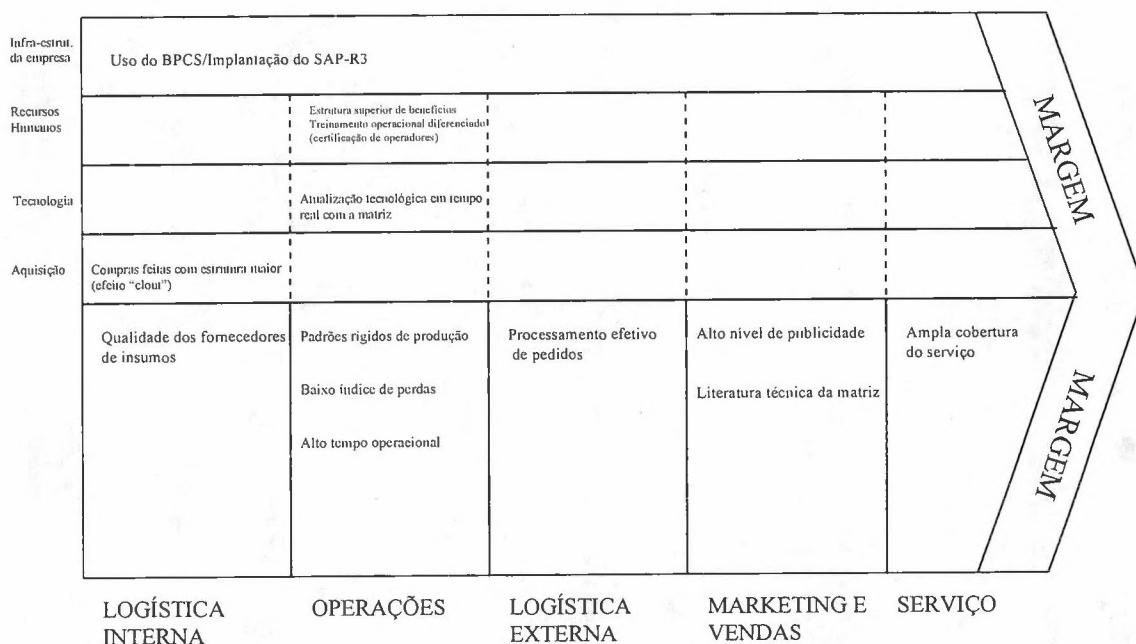 Infra-estrut.
da empresa
Uso do BPCS/Implantação do SAP-R3
Recursos
Humanos
Estrutura superior de benefícios
Treinamento operacional diferenciado
(certificação de operadores)
Tecnologia
Atualização tecnológica em tempo
real com a matriz
Aquisição
Compras feitas com estrutura maior
(efeito "clout")
MARGEM
Qualidade dos fornecedores
de insumos
Padrões rígidos de produção
Baixo índice de perdas
Alto tempo operacional
Processamento efetivo
de pedidos
Alto nível de publicidade
Literatura técnica da matriz
Ampla cobertura
do serviço
MARGEM
LOGÍSTICA
INTERNA
OPERAÇÕES
LOGÍSTICA
EXTERNA
MARKETING E
VENDAS
SERVIÇO